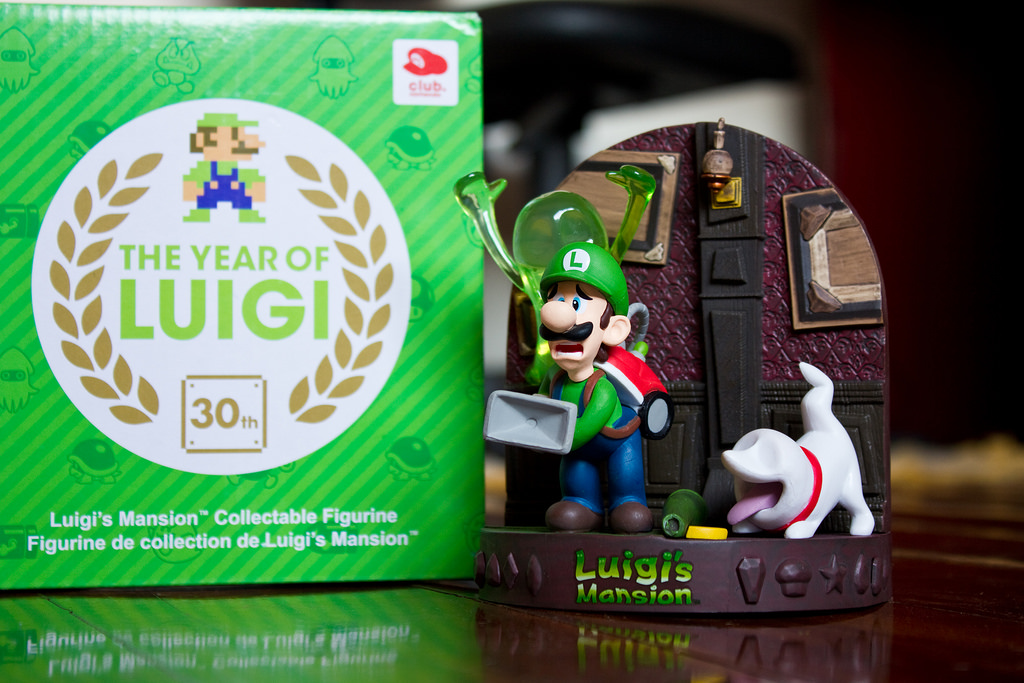 club.
THE YEAR OF
LUIGI
30th
Luigi's Mansion™ Collectable Figurine
Figurine de collection de Luigi's Mansion™
L
Luigi's
Mansion